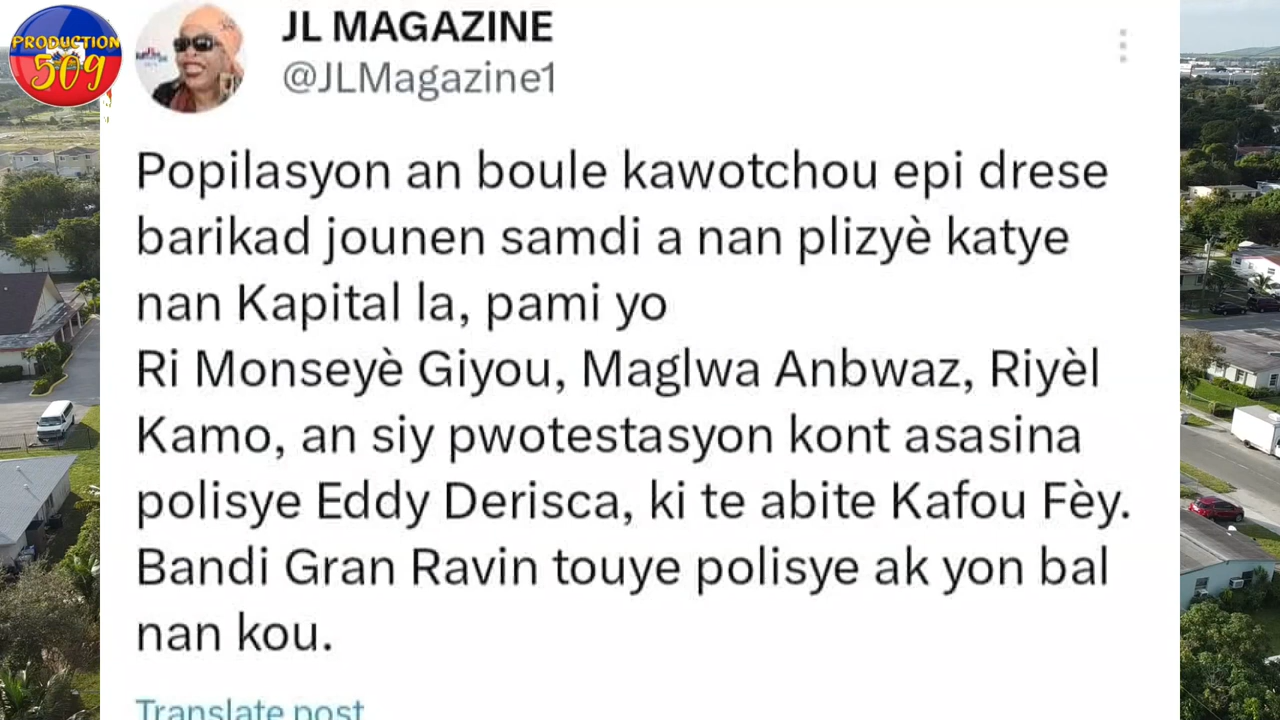 PRODUCTION
509
JL MAGAZINE
@JLMagazine1
Popilasyon an boule kawotchou epi drese
barikad jounen samdi a nan plizyè katye
nan Kapital la, pami yo
Ri Monseyè Giyou, Maglwa Anbwaz, Riyèl
Kamo, an siy pwotestasyon kont asasina
polisye Eddy Derisca, ki te abite Kafou Fèy.
Bandi Gran Ravin touye polisye ak yon bal
nan kou.
Translate post